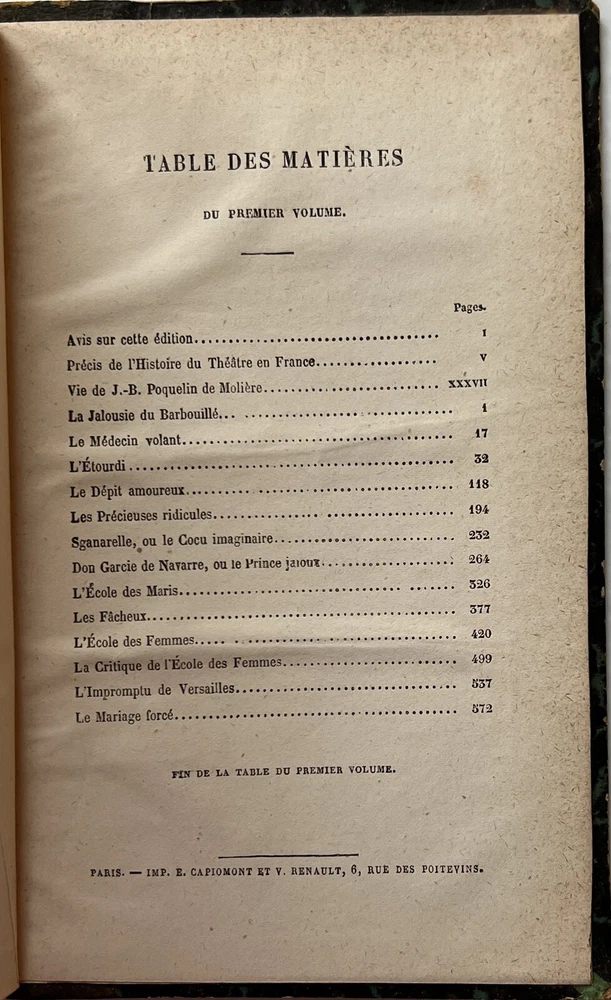 TABLE DES MATIÈRES
DU PREMIER VOLUME.
Pages.
Avis sur cette édition.................................... I
Précis de l'Histoire du Théâtre en France.................. V
Vie de J.-B. Poquelin de Molière.......................... XXXVII
La Jalousie du Barbouillé... .............................. 1
Le Médecin volant......................................... 17
L'Étourdi ................................................ 32
Le Dépit amoureux......................................... 118
Les Précieuses ridicules.................................. 194
Sganarelle, ou le Cocu imaginaire......................... 232
Don Garcie de Navarre, ou le Prince jaloux................ 264
L'École des Maris......................................... 326
Les Fâcheux............................................... 377
L'École des Femmes..... .................................. 420
La Critique de l'École des Femmes......................... 499
L'Impromptu de Versailles................................. 537
Le Mariage forcé.......................................... 572
FIN DE LA TABLE DU PREMIER VOLUME.
PARIS. — IMP. E. CAPIOMONT ET V. RENAULT, 6, RUE DES POITEVINS.